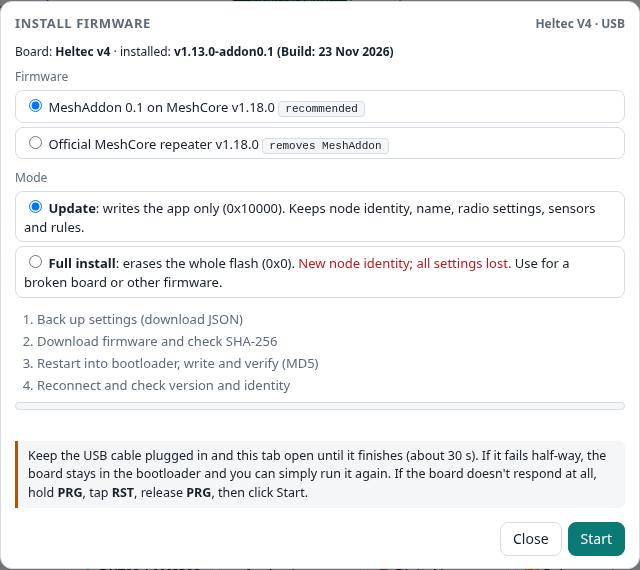 INSTALL FIRMWARE
Heltec V4 · USB
Board: Heltec v4 · installed: v1.13.0-addon0.1 (Build: 23 Nov 2026)
Firmware
MeshAddon 0.1 on MeshCore v1.18.0 recommended
Official MeshCore repeater v1.18.0 removes MeshAddon
Mode
Update: writes the app only (0x10000). Keeps node identity, name, radio settings, sensors
and rules.
Full install: erases the whole flash (0x0). New node identity; all settings lost. Use for a
broken board or other firmware.
1. Back up settings (download JSON)
2. Download firmware and check SHA-256
3. Restart into bootloader, write and verify (MD5)
4. Reconnect and check version and identity
Keep the USB cable plugged in and this tab open until it finishes (about 30 s). If it fails half-way, the
board stays in the bootloader and you can simply run it again. If the board doesn't respond at all,
hold PRG, tap RST, release PRG, then click Start.
Close
Start